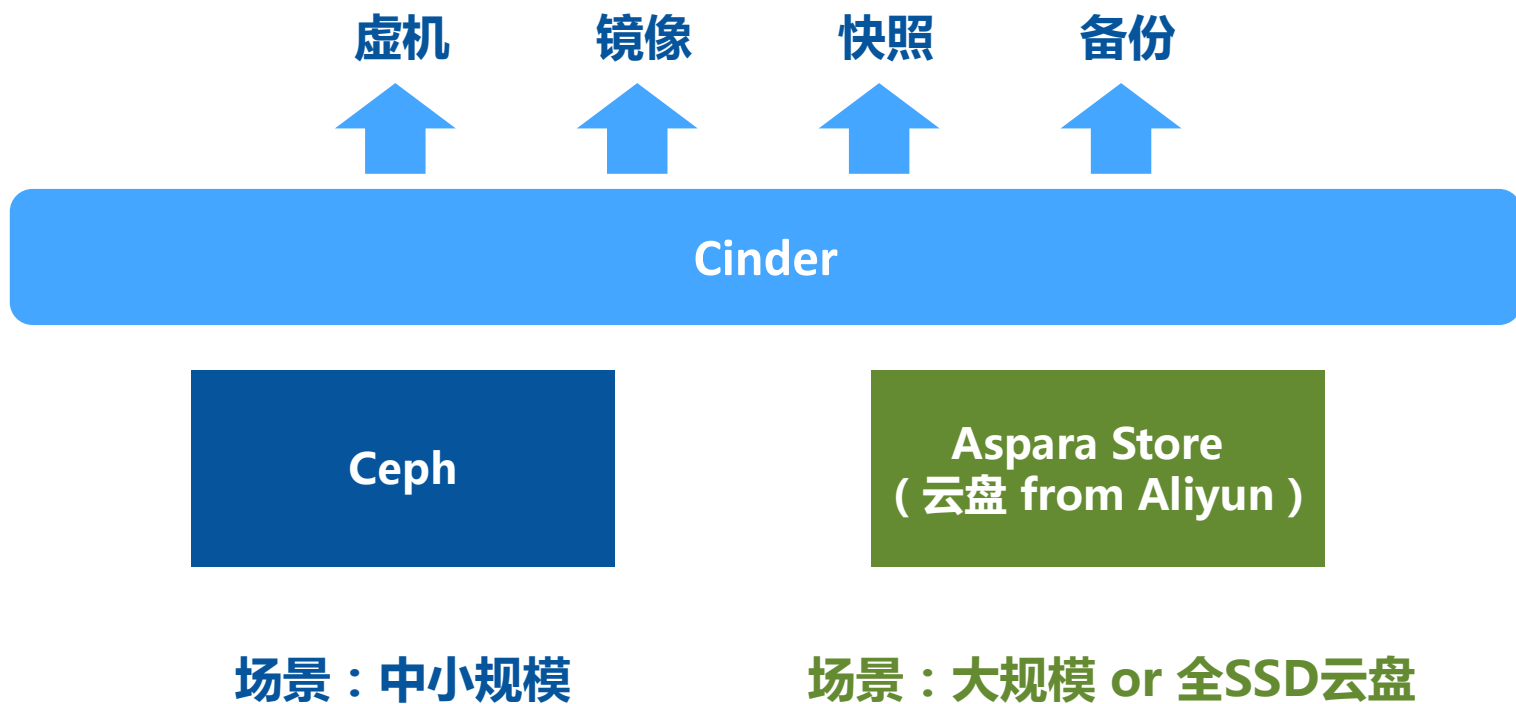 虚机 镜像 快照 备份
Cinder
Ceph
Aspara Store
（云盘 from Aliyun）
场景：中小规模
场景：大规模 or 全SSD云盘